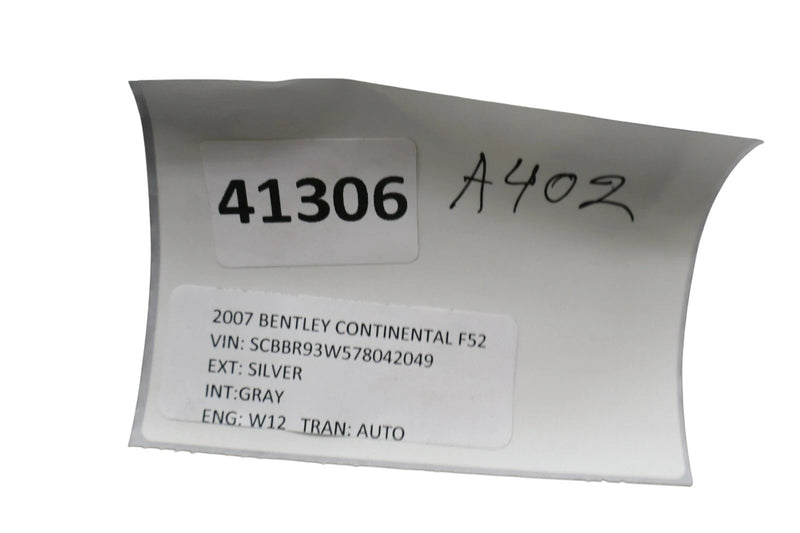 41306
A402
2007 BENTLEY CONTINENTAL F52
VIN: SCBBR93W578042049
EXT: SILVER
INT:GRAY
ENG: W12 TRAN: AUTO